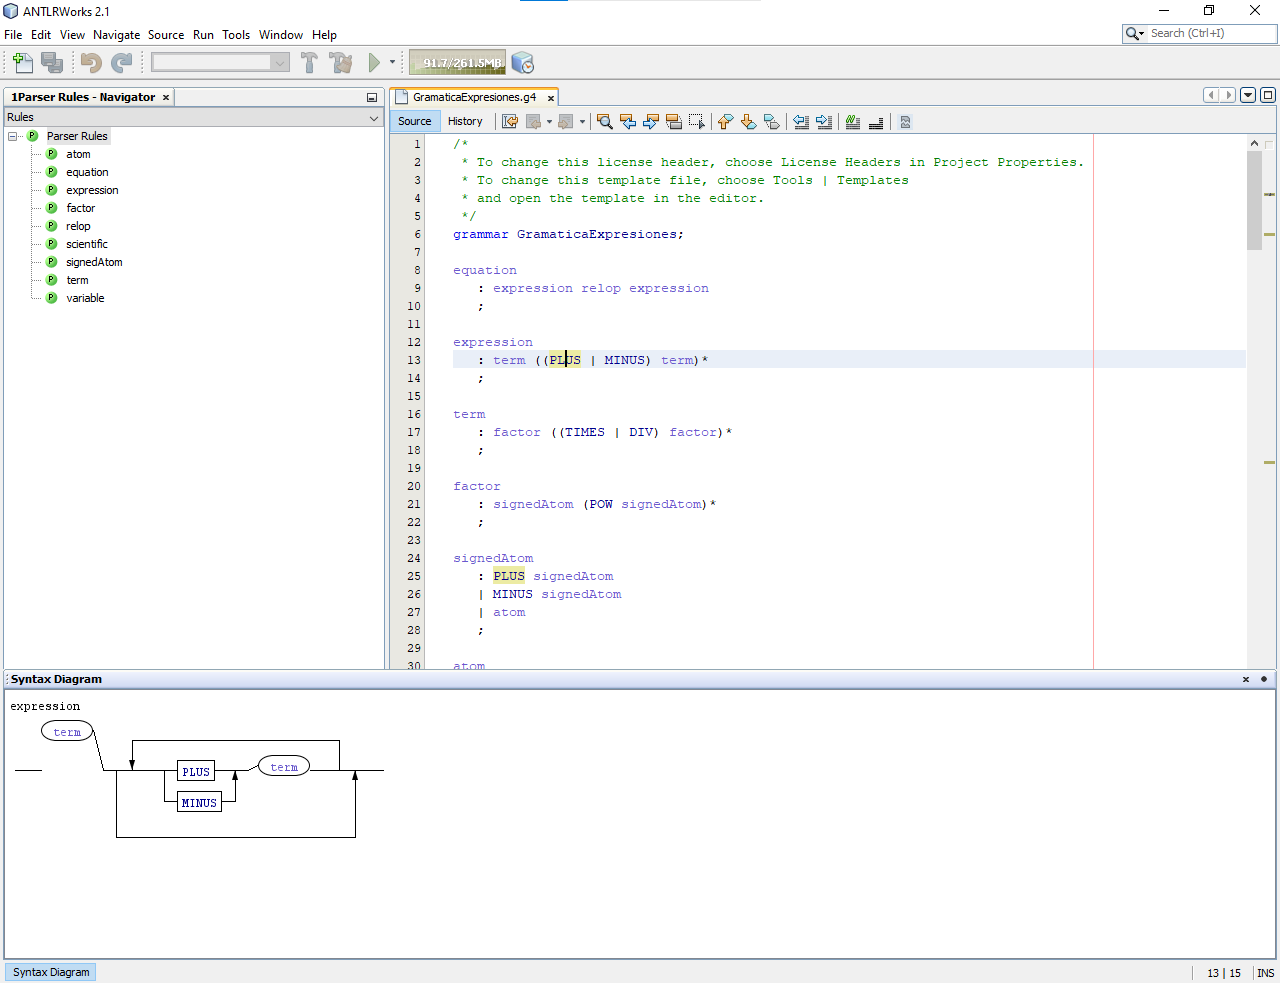 ANTLRWorks 2.1
File Edit View Navigate Source Run Tools Window Help
Search (Ctrl+I)
91.7/261.5MB
1Parser Rules - Navigator
Rules
Parser Rules
atom
equation
expression
factor
relop
scientific
signedAtom
term
variable
GramaticaExpresiones.g4
Source History
1 /*
2 * To change this license header, choose License Headers in Project Properties.
3 * To change this template file, choose Tools | Templates
4 * and open the template in the editor.
5 */
6 grammar GramaticaExpresiones;
7
8 equation
9 : expression relop expression
10 ;
11
12 expression
13 : term ((PLUS | MINUS) term)*
14 ;
15
16 term
17 : factor ((TIMES | DIV) factor)*
18 ;
19
20 factor
21 : signedAtom (POW signedAtom)*
22 ;
23
24 signedAtom
25 : PLUS signedAtom
26 | MINUS signedAtom
27 | atom
28 ;
29
30 atom
Syntax Diagram
expression
term
PLUS
term
MINUS
Syntax Diagram
13 | 15 INS